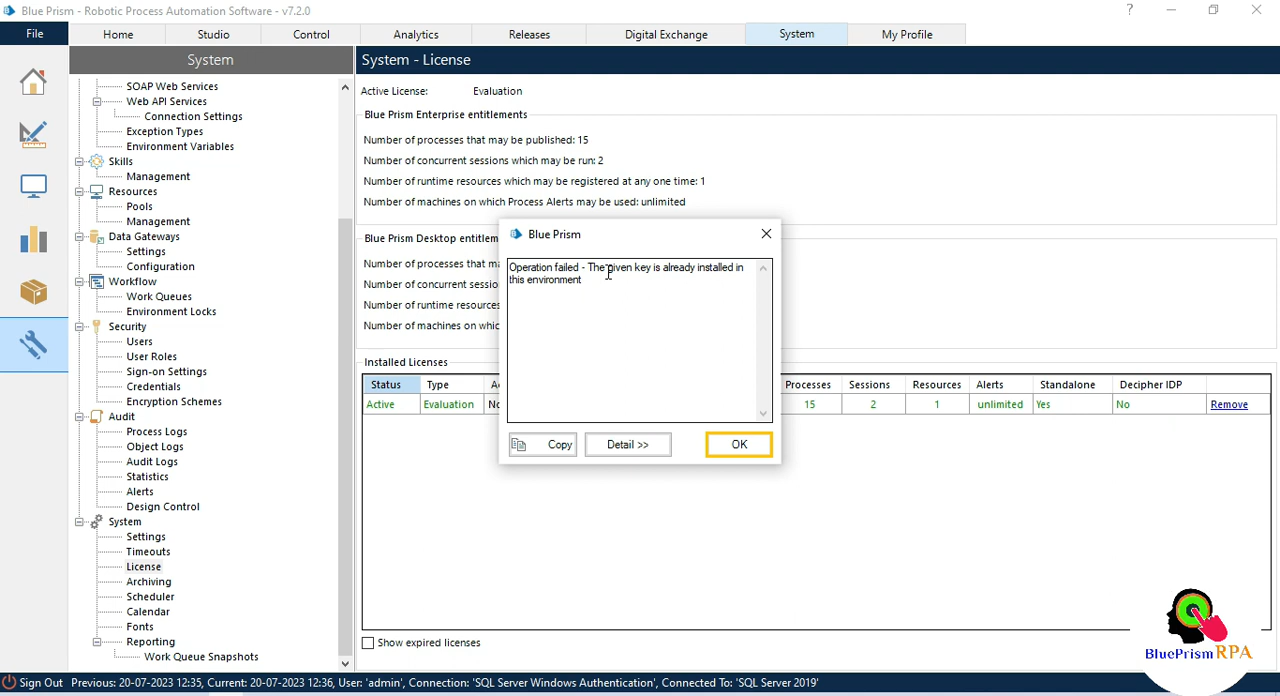 Blue Prism - Robotic Process Automation Software - v7.2.0
?
File
Home
Studio
Control
Analytics
Releases
Digital Exchange
System
My Profile
System
System - License
SOAP Web Services
Web API Services
Connection Settings
Exception Types
Environment Variables
Skills
Management
Resources
Pools
Management
Data Gateways
Settings
Configuration
Workflow
Work Queues
Environment Locks
Security
Users
User Roles
Sign-on Settings
Credentials
Encryption Schemes
Audit
Process Logs
Object Logs
Audit Logs
Statistics
Alerts
Design Control
System
Settings
Timeouts
License
Archiving
Scheduler
Calendar
Fonts
Reporting
Work Queue Snapshots
Active License: Evaluation
Blue Prism Enterprise entitlements
Number of processes that may be published: 15
Number of concurrent sessions which may be run: 2
Number of runtime resources which may be registered at any one time: 1
Number of machines on which Process Alerts may be used: unlimited
Blue Prism Desktop entitlem
Number of processes that ma
Number of concurrent sessio
Number of runtime resources
Number of machines on whic
Blue Prism
Operation failed - The given key is already installed in
this environment
Copy
Detail >>
OK
Installed Licenses
Status Type Ac Processes Sessions Resources Alerts Standalone Decipher IDP
Active Evaluation No 15 2 1 unlimited Yes No Remove
Show expired licenses
BluePrism RPA
Sign Out Previous: 20-07-2023 12:35, Current: 20-07-2023 12:36, User: 'admin', Connection: 'SQL Server Windows Authentication', Connected To: 'SQL Server 2019'